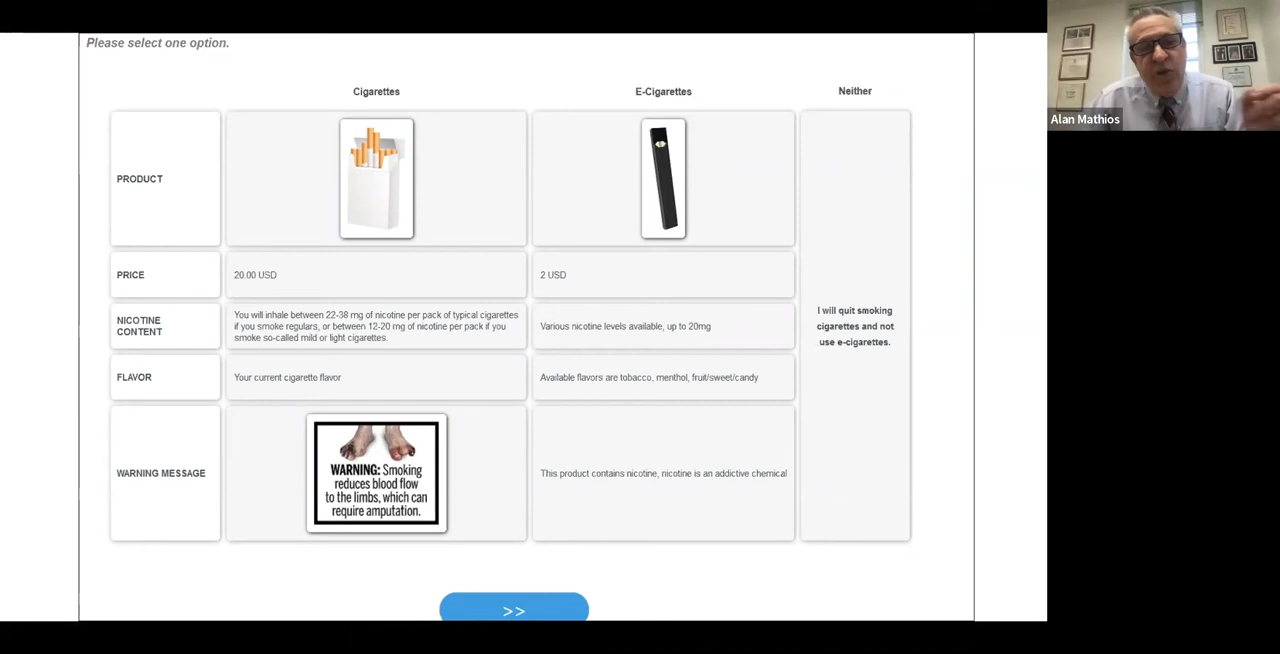 Please select one option.
Cigarettes
E-Cigarettes
Neither
PRODUCT
PRICE
20.00 USD
2 USD
NICOTINE
CONTENT
You will inhale between 22-38 mg of nicotine per pack of typical cigarettes
if you smoke regulars, or between 12-20 mg of nicotine per pack if you
smoke so-called mild or light cigarettes.
Various nicotine levels available, up to 20mg
I will quit smoking
cigarettes and not
use e-cigarettes.
FLAVOR
Your current cigarette flavor
Available flavors are tobacco, menthol, fruit/sweet/candy
WARNING MESSAGE
WARNING: Smoking
reduces blood flow
to the limbs, which can
require amputation.
This product contains nicotine, nicotine is an addictive chemical
>>
Alan Mathios